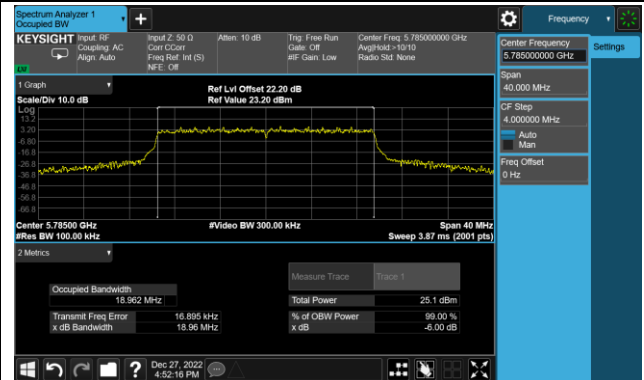 Spectrum Analyzer 1
Occupied BW
Frequency
KEYSIGHT
Input: RF
Coupling: AC
Align: Auto
Input Z: 50 Ω
Corr CCorr
Freq Ref: Int (S)
NFE: Off
Atten: 10 dB
Trig: Free Run
Gate: Off
#IF Gain: Low
Center Freq: 5.785000000 GHz
Avg|Hold:>10/10
Radio Std: None
Center Frequency
5.785000000 GHz
Settings
Span
40.000 MHz
CF Step
4.000000 MHz
Auto
Man
Freq Offset
0 Hz
1 Graph
Ref Lvl Offset 22.20 dB
Scale/Div 10.0 dB
Ref Value 23.20 dBm
Log
13.2
3.20
-6.80
-16.8
-26.8
-36.8
-46.8
-56.8
-66.8
Center 5.78500 GHz
#Video BW 300.00 kHz
Span 40 MHz
#Res BW 100.00 kHz
Sweep 3.87 ms (2001 pts)
2 Metrics
Measure Trace
Trace 1
Occupied Bandwidth
18.962 MHz
Total Power
25.1 dBm
Transmit Freq Error
16.895 kHz
% of OBW Power
99.00 %
x dB Bandwidth
18.96 MHz
x dB
-6.00 dB
Dec 27, 2022
4:52:16 PM